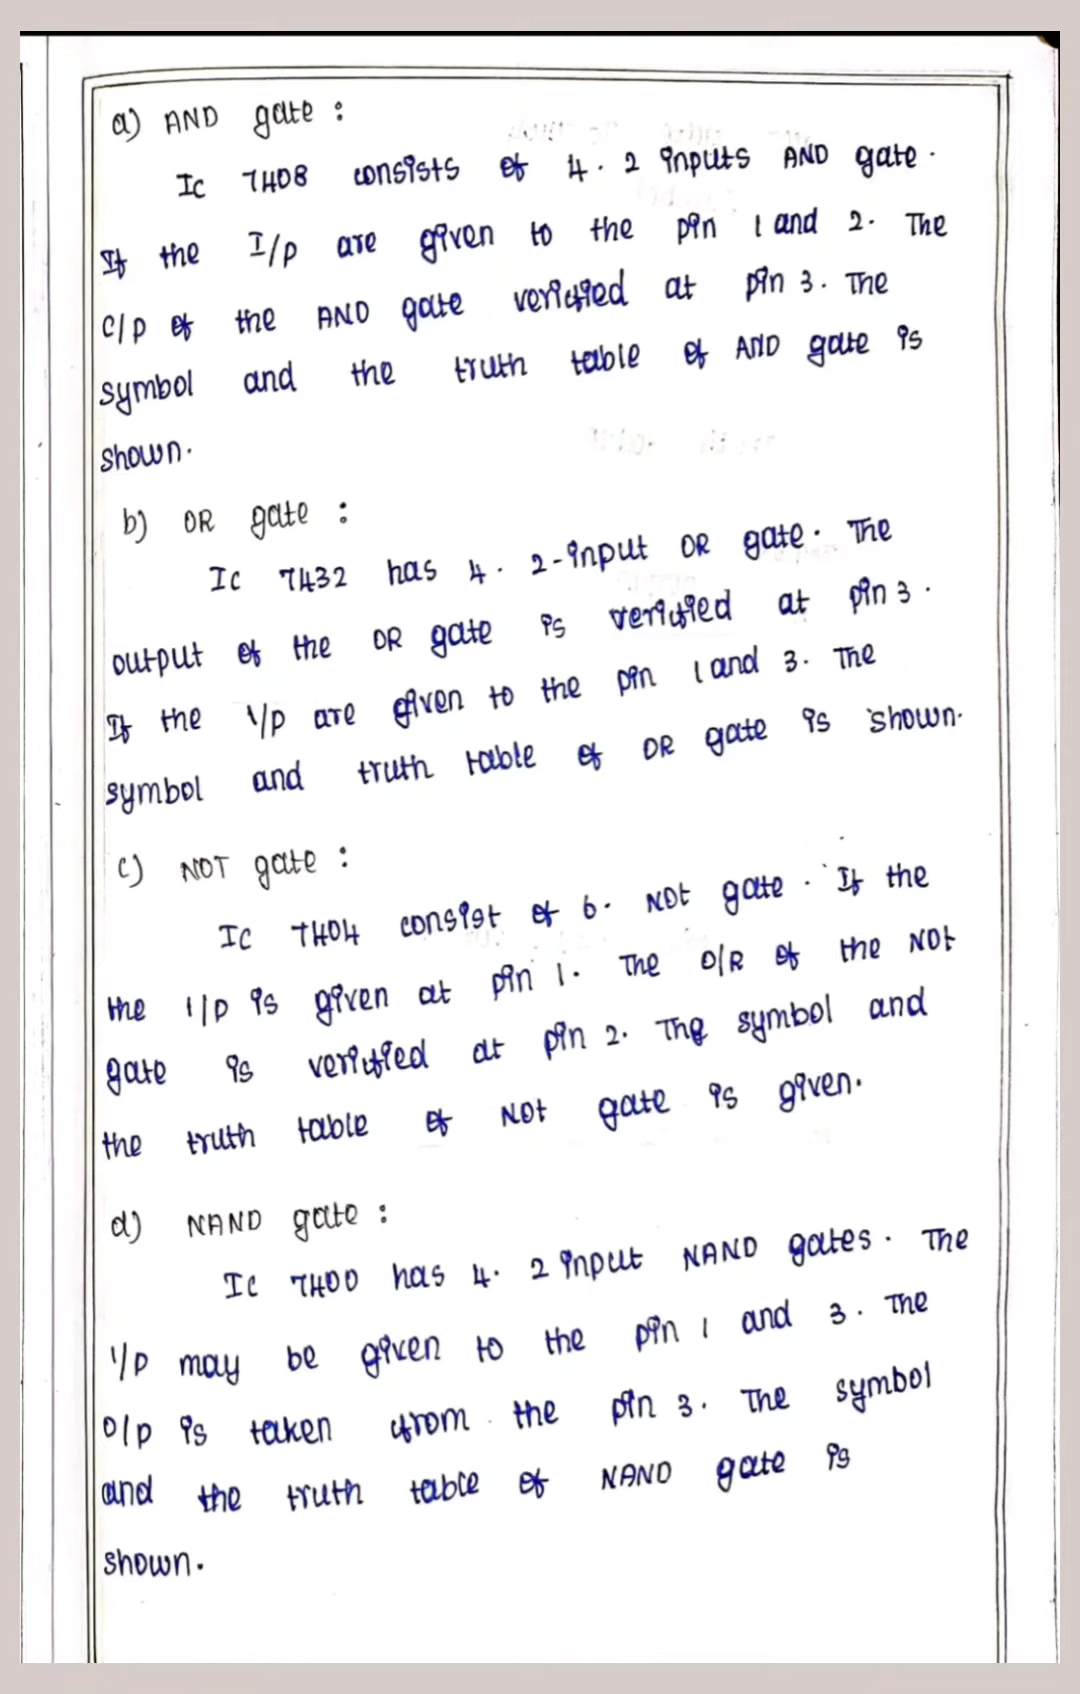 a) AND gate :
Ic 7408 consists of 4. 2 inputs AND gate.
If the I/p are given to the pin 1 and 2. The
C/p of the AND gate verified at pin 3. The
symbol and the truth table of AND gate is
shown.
b) OR gate :
Ic 7432 has 4. 2-input OR gate. The
output of the OR gate is verified at pin 3.
If the 1/p are given to the pin 1 and 3. The
symbol and truth table of OR gate is shown.
c) NOT gate :
Ic 7404 consist of 6. NOt gate. If the
the 1/p is given at pin 1. The O/R of the NOt
gate is verified at pin 2. The symbol and
the truth table of NOt gate is given.
d) NAND gate :
Ic 7400 has 4. 2 input NAND gates. The
1/p may be given to the pin 1 and 3. The
O/p is taken from the pin 3. The symbol
and the truth table of NAND gate is
shown.